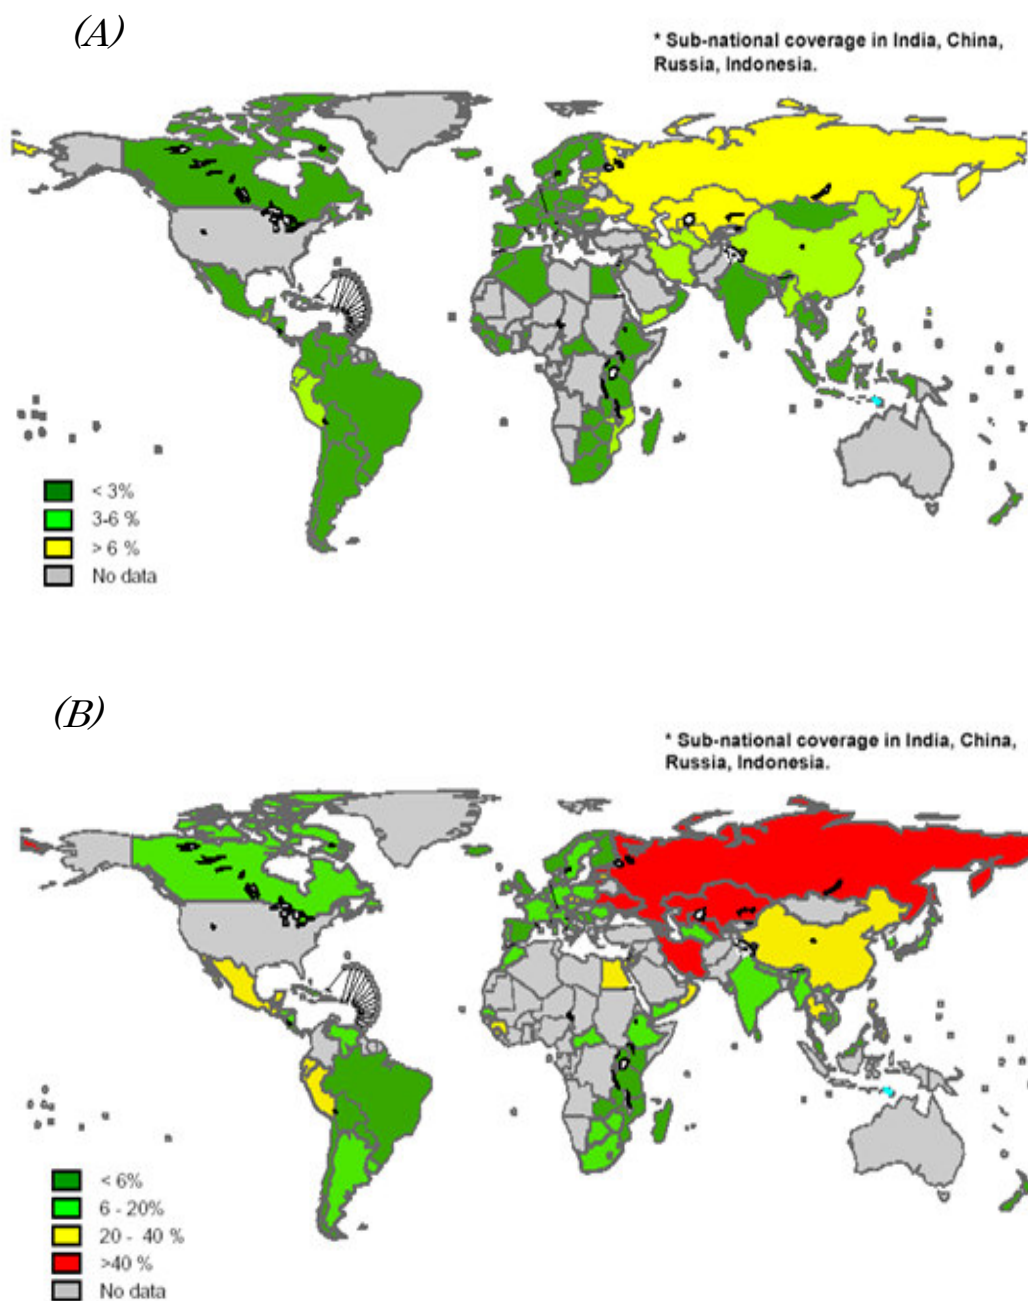 (A)
* Sub-national coverage in India, China,
Russia, Indonesia.
< 3%
3-6 %
> 6 %
No data
(B)
* Sub-national coverage in India, China,
Russia, Indonesia.
< 6%
6 - 20%
20 - 40 %
>40 %
No data